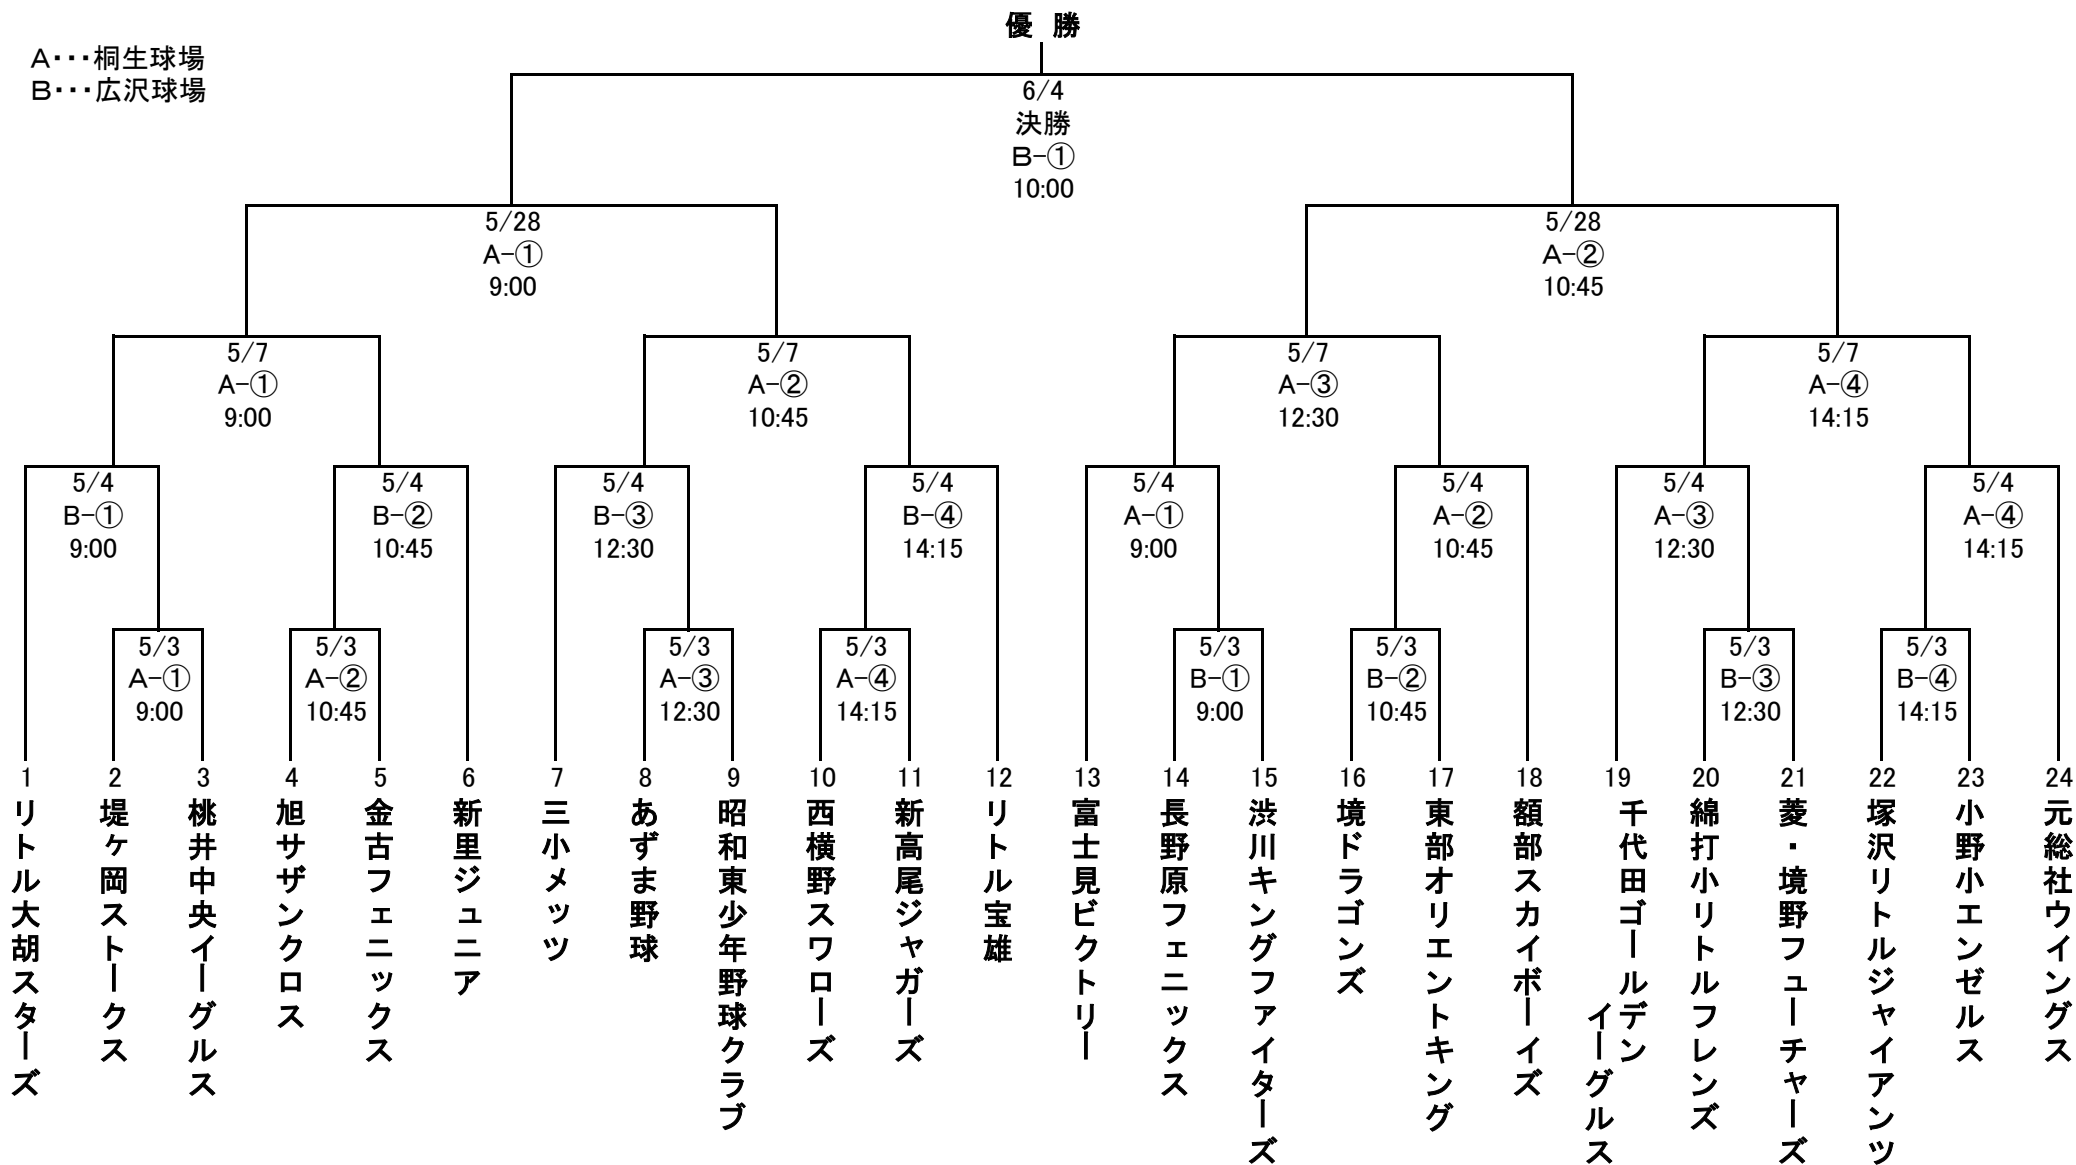 優 勝
A･･･桐生球場
B･･･広沢球場
6/4
決勝
B-①
10:00
5/28
A-①
9:00
5/28
A-②
10:45
5/7
A-①
9:00
5/7
A-②
10:45
5/7
A-③
12:30
5/7
A-④
14:15
5/4
B-①
9:00
5/4
B-②
10:45
5/4
B-③
12:30
5/4
B-④
14:15
5/4
A-①
9:00
5/4
A-②
10:45
5/4
A-③
12:30
5/4
A-④
14:15
5/3
A-①
9:00
5/3
A-②
10:45
5/3
A-③
12:30
5/3
A-④
14:15
5/3
B-①
9:00
5/3
B-②
10:45
5/3
B-③
12:30
5/3
B-④
14:15
1
リトル大胡スターズ
2
堤ヶ岡ストークス
3
桃井中央イーグルス
4
旭サザンクロス
5
金古フェニックス
6
新里ジュニア
7
三小メッツ
8
あずま野球
9
昭和東少年野球クラブ
10
西横野スワローズ
11
新高尾ジャガーズ
12
リトル宝雄
13
富士見ビクトリー
14
長野原フェニックス
15
渋川キングファイターズ
16
境ドラゴンズ
17
東部オリエントキング
18
額部スカイボーイズ
19
千代田ゴールデン
イーグルス
20
綿打小リトルフレンズ
21
菱・境野フューチャーズ
22
塚沢リトルジャイアンツ
23
小野小エンゼルス
24
元総社ウイングス